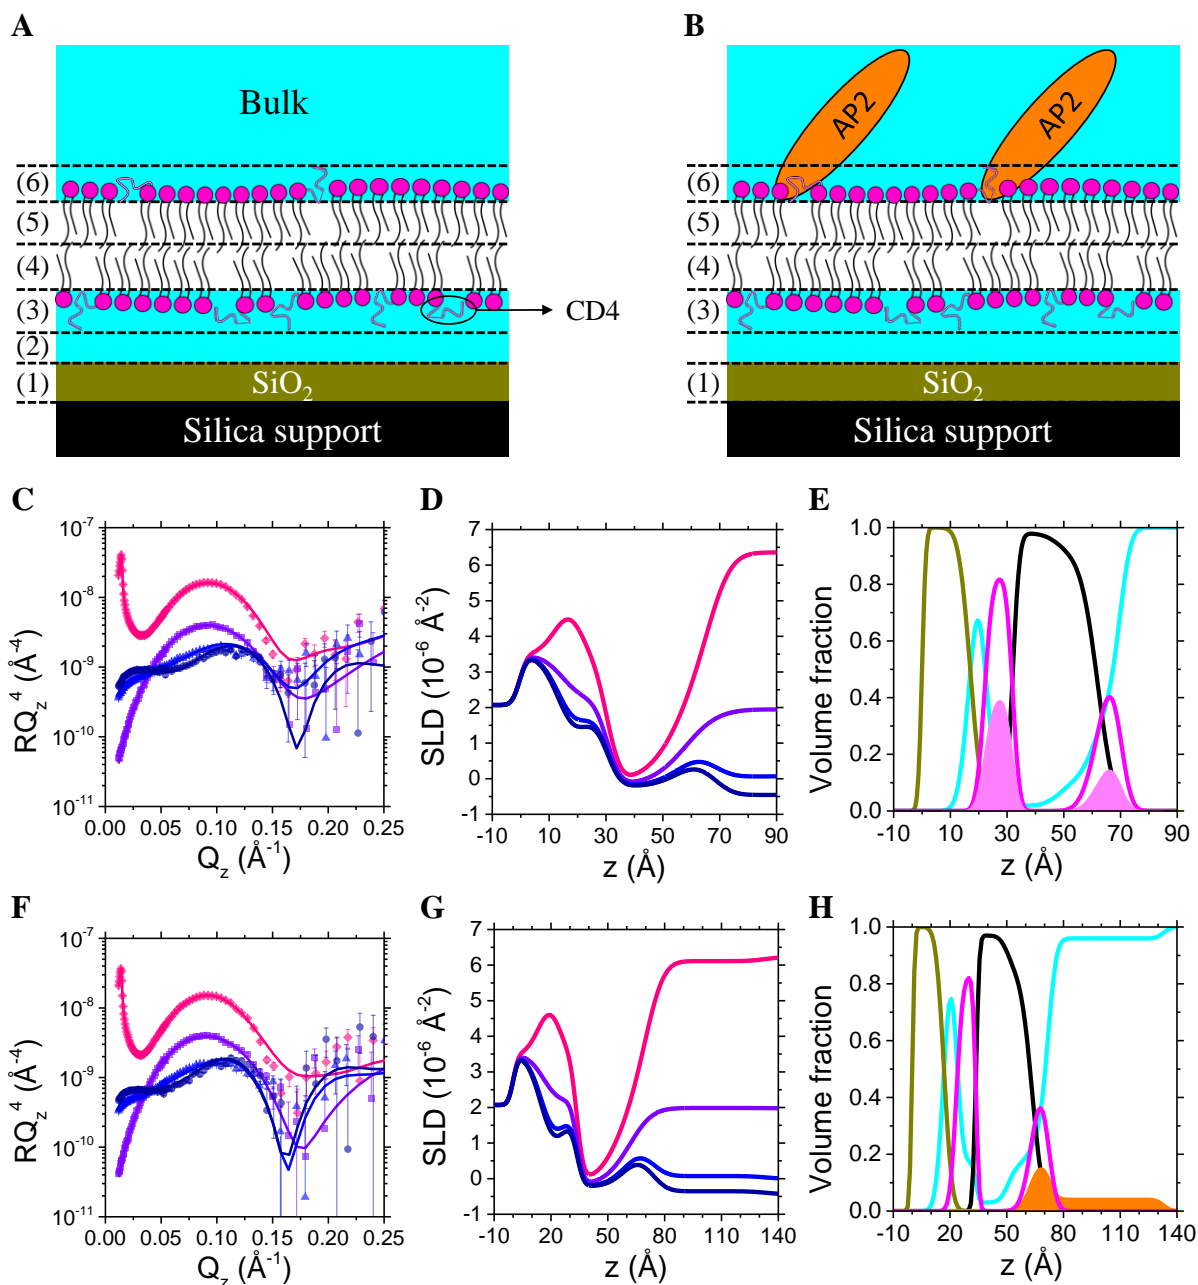 A
B
Bulk
AP2
AP2
(6)
(6)
(5)
(5)
(4)
(4)
(3)
CD4
(3)
(2)
(2)
(1)
SiO2
(1)
SiO2
Silica support
Silica support
C
D
E
10-7
10-8
10-9
10-10
10-11
RQz4 (Å-4)
0.00 0.05 0.10 0.15 0.20 0.25
Qz (Å-1)
7
6
5
4
3
2
1
0
-1
SLD (10-6 Å-2)
-10 10 30 50 70 90
z (Å)
1.0
0.8
0.6
0.4
0.2
0.0
Volume fraction
-10 10 30 50 70 90
z (Å)
F
G
H
10-7
10-8
10-9
10-10
10-11
RQz4 (Å-4)
0.00 0.05 0.10 0.15 0.20 0.25
Qz (Å-1)
7
6
5
4
3
2
1
0
-1
SLD (10-6 Å-2)
-10 20 50 80 110 140
z (Å)
1.0
0.8
0.6
0.4
0.2
0.0
Volume fraction
-10 20 50 80 110 140
z (Å)